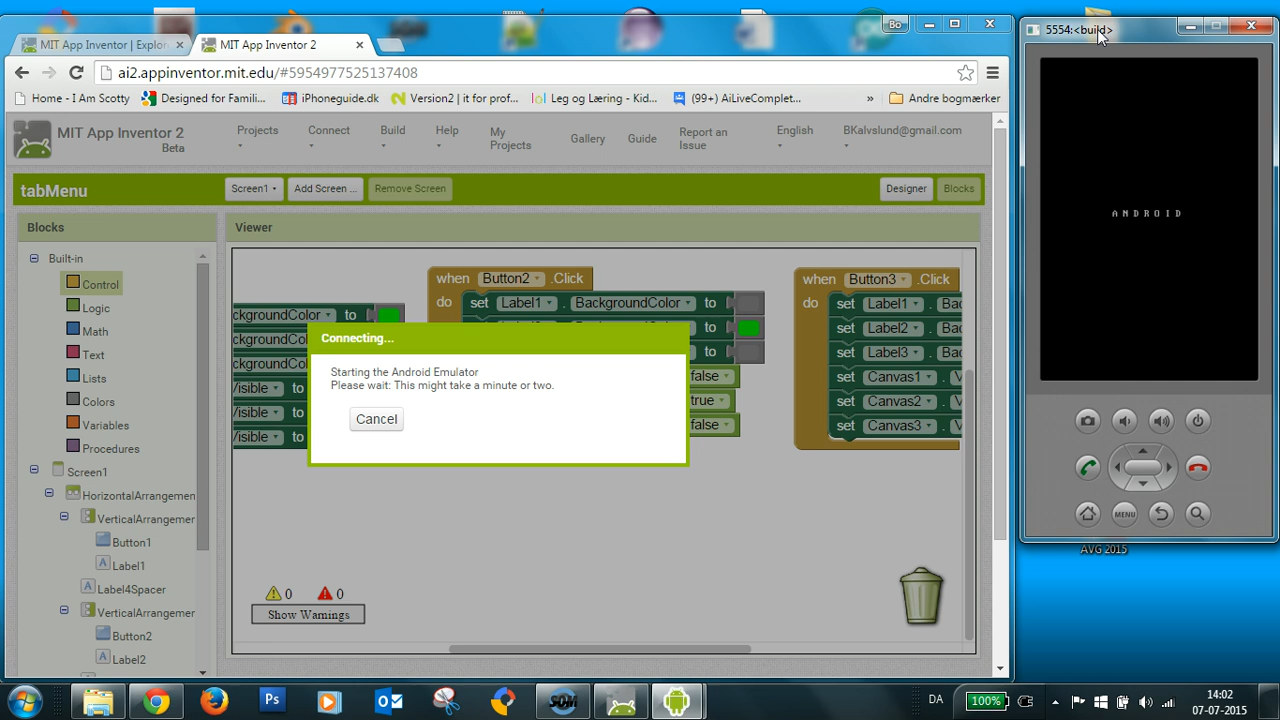 Bo
MIT App Inventor | Explor
MIT App Inventor 2
5554:<build>
ai2.appinventor.mit.edu/#5954977525137408
Home - I Am Scotty
Designed for Famili...
iPhoneguide.dk
Version2 | it for prof...
Leg og Læring - Kid...
(99+) AiLiveComplet...
»
Andre bogmærker
MIT App Inventor 2
Beta
Projects
Connect
Build
Help
My Projects
Gallery
Guide
Report an Issue
English
BKalvslund@gmail.com
tabMenu
Screen1
Add Screen ...
Remove Screen
Designer
Blocks
Blocks
Viewer
Built-in
Control
Logic
Math
Text
Lists
Colors
Variables
Procedures
Screen1
HorizontalArrangemen
VerticalArrangemer
Button1
A Label1
A Label4Spacer
VerticalArrangemer
Button2
A Label2
ckgroundColor to
ckgroundCol
ckgroundCol
/isible to
/isible to
/isible to
when Button2 .Click
do set Label1 . BackgroundColor to
to
to
false
true
false
when Button3 .Click
do set Label1 . Bac
set Label2 . Bac
set Label3 . Bac
set Canvas1 . V
set Canvas2 . V
set Canvas3 . V
Connecting...
Starting the Android Emulator
Please wait: This might take a minute or two.
Cancel
0 0
Show Warnings
ANDROID
MENU
AVG 2015
Ps
DA
100%
14:02
07-07-2015